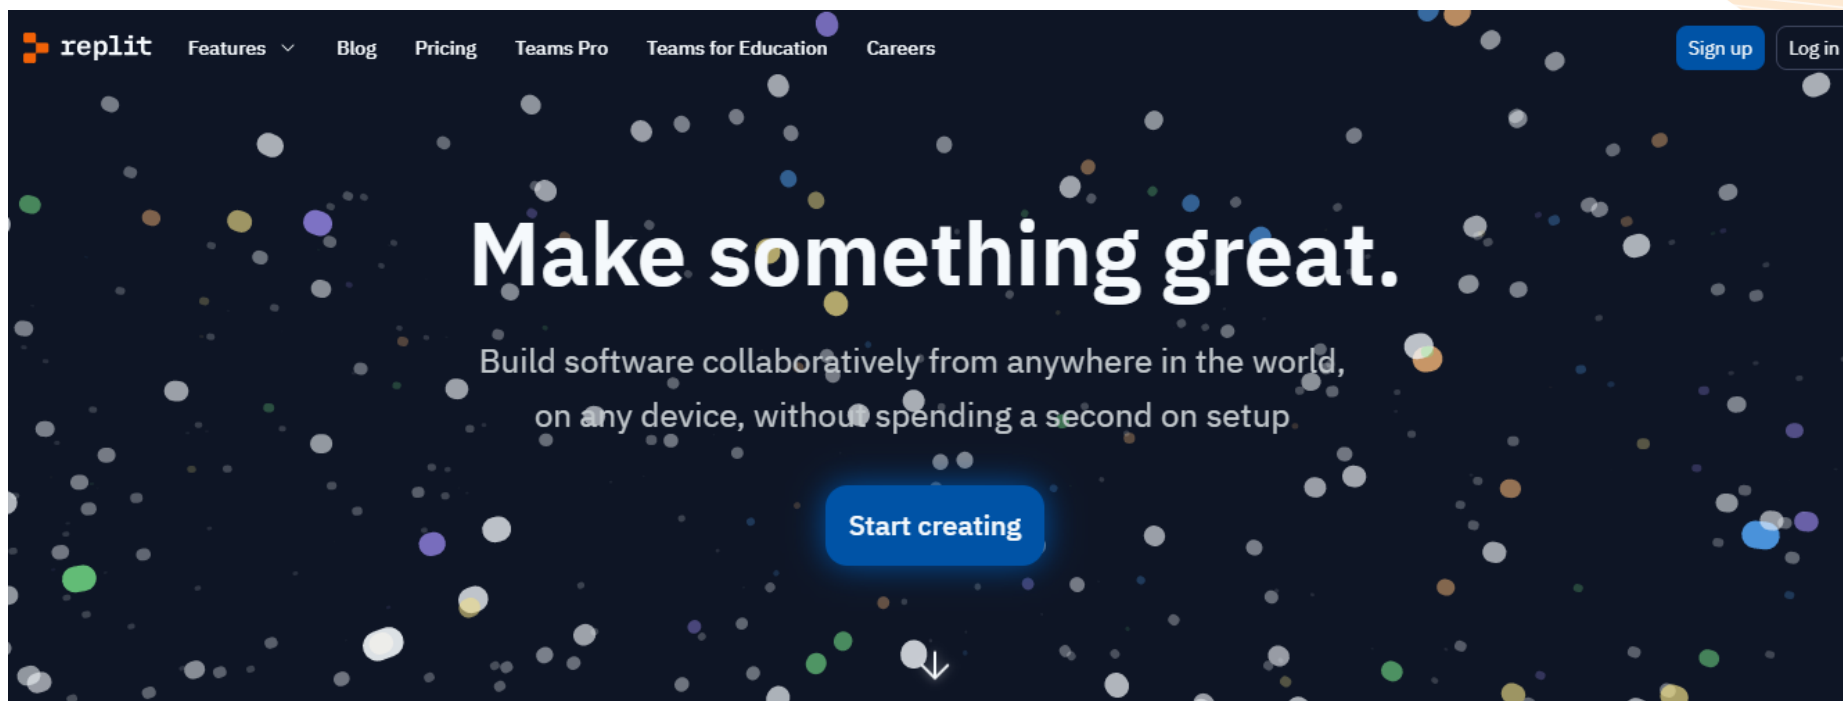 replit Features Blog Pricing Teams Pro Teams for Education Careers Sign up Log in
Make something great.
Build software collaboratively from anywhere in the world,
on any device, without spending a second on setup
Start creating